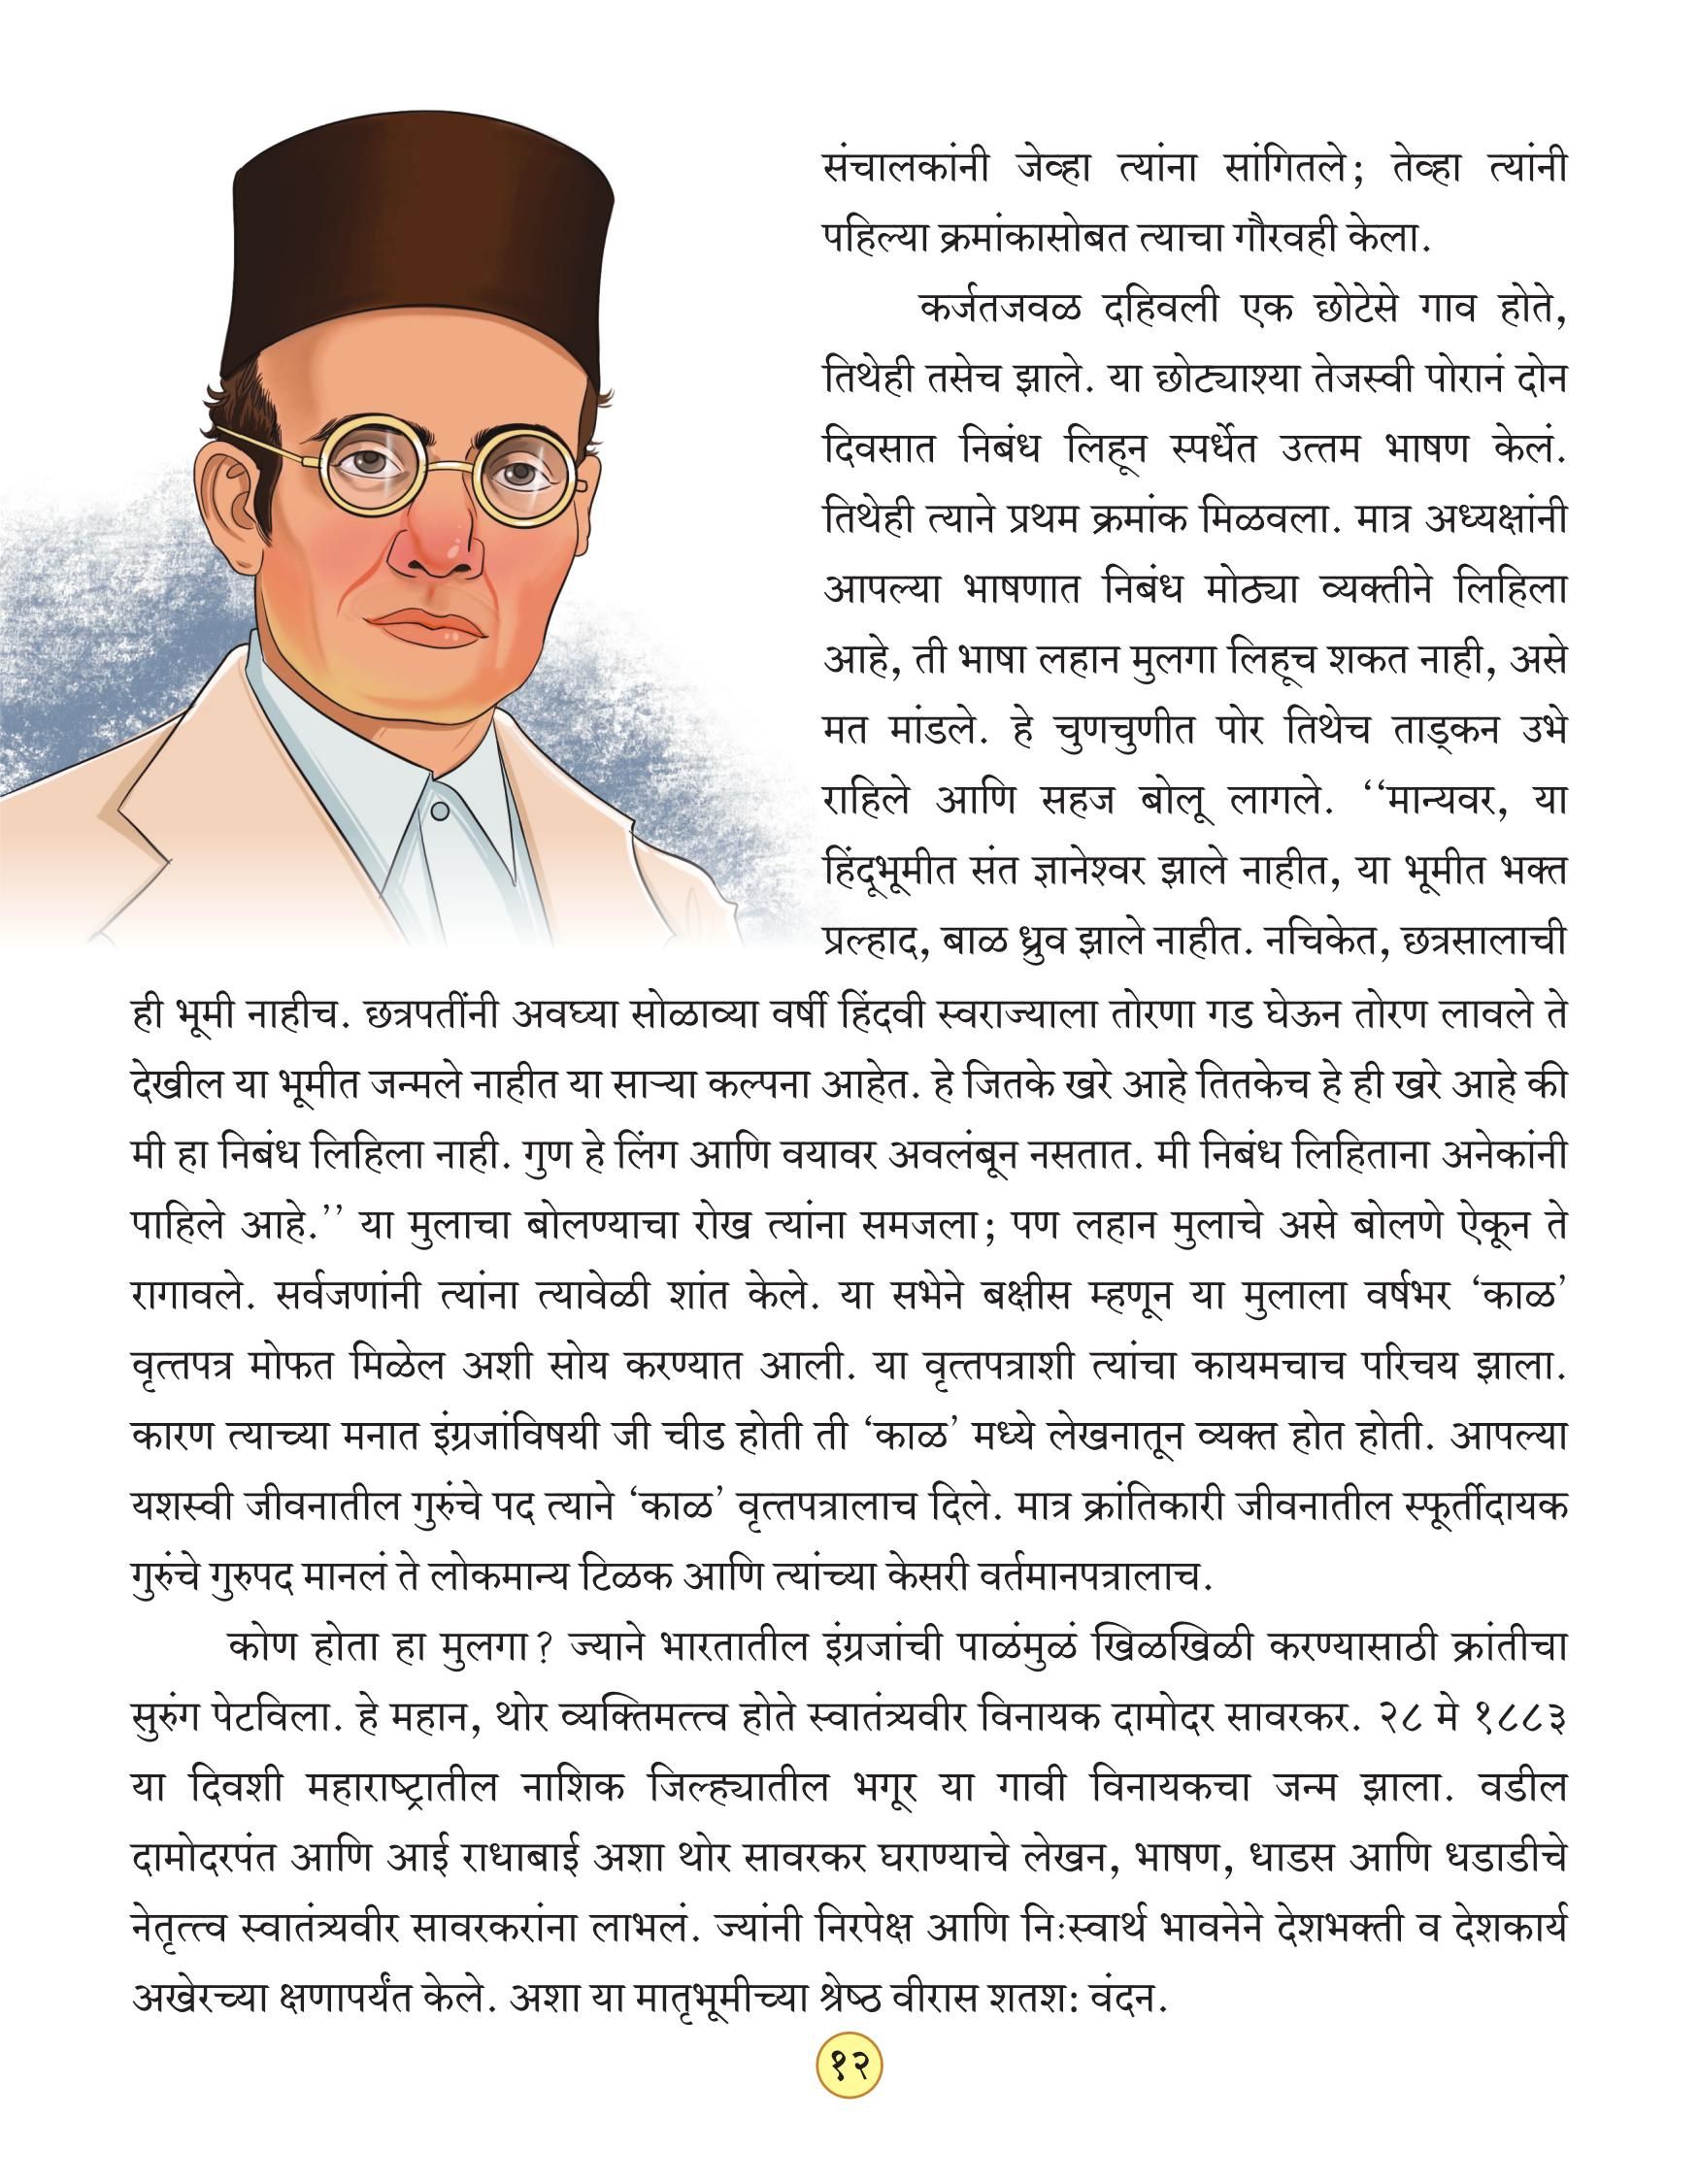 संचालकांनी जेव्हा त्यांना सांगितले; तेव्हा त्यांनी
पहिल्या क्रमांकासोबत त्याचा गौरवही केला.
कर्जतजवळ दहिवली एक छोटेसे गाव होते,
तिथेही तसेच झाले. या छोट्याश्या तेजस्वी पोरानं दोन
दिवसात निबंध लिहून स्पर्धेत उत्तम भाषण केलं.
तिथेही त्याने प्रथम क्रमांक मिळवला. मात्र अध्यक्षांनी
आपल्या भाषणात निबंध मोठ्या व्यक्तीने लिहिला
आहे, ती भाषा लहान मुलगा लिहूच शकत नाही, असे
मत मांडले. हे चुणचुणीत पोर तिथेच ताड्कन उभे
राहिले आणि सहज बोलू लागले. ‘‘मान्यवर, या
हिंदूभूमीत संत ज्ञानेश्वर झाले नाहीत, या भूमीत भक्त
प्रल्हाद, बाळ ध्रुव झाले नाहीत. नचिकेत, छत्रसालाची
ही भूमी नाहीच. छत्रपतींनी अवघ्या सोळाव्या वर्षी हिंदवी स्वराज्याला तोरणा गड घेऊन तोरण लावले ते
देखील या भूमीत जन्मले नाहीत या साऱ्या कल्पना आहेत. हे जितके खरे आहे तितकेच हे ही खरे आहे की
मी हा निबंध लिहिला नाही. गुण हे लिंग आणि वयावर अवलंबून नसतात. मी निबंध लिहिताना अनेकांनी
पाहिले आहे.’’ या मुलाचा बोलण्याचा रोख त्यांना समजला; पण लहान मुलाचे असे बोलणे ऐकून ते
रागावले. सर्वजणांनी त्यांना त्यावेळी शांत केले. या सभेने बक्षीस म्हणून या मुलाला वर्षभर ‘काळ’
वृत्तपत्र मोफत मिळेल अशी सोय करण्यात आली. या वृत्तपत्राशी त्यांचा कायमचाच परिचय झाला.
कारण त्याच्या मनात इंग्रजांविषयी जी चीड होती ती ‘काळ’ मध्ये लेखनातून व्यक्त होत होती. आपल्या
यशस्वी जीवनातील गुरुंचे पद त्याने ‘काळ’ वृत्तपत्रालाच दिले. मात्र क्रांतिकारी जीवनातील स्फूर्तीदायक
गुरुंचे गुरुपद मानलं ते लोकमान्य टिळक आणि त्यांच्या केसरी वर्तमानपत्रालाच.
कोण होता हा मुलगा? ज्याने भारतातील इंग्रजांची पाळंमुळं खिळखिळी करण्यासाठी क्रांतीचा
सुरुंग पेटविला. हे महान, थोर व्यक्तिमत्त्व होते स्वातंत्र्यवीर विनायक दामोदर सावरकर. २८ मे १८८३
या दिवशी महाराष्ट्रातील नाशिक जिल्ह्यातील भगूर या गावी विनायकचा जन्म झाला. वडील
दामोदरपंत आणि आई राधाबाई अशा थोर सावरकर घराण्याचे लेखन, भाषण, धाडस आणि धडाडीचे
नेतृत्त्व स्वातंत्र्यवीर सावरकरांना लाभलं. ज्यांनी निरपेक्ष आणि निःस्वार्थ भावनेने देशभक्ती व देशकार्य
अखेरच्या क्षणापर्यंत केले. अशा या मातृभूमीच्या श्रेष्ठ वीरास शतशः वंदन.
१२